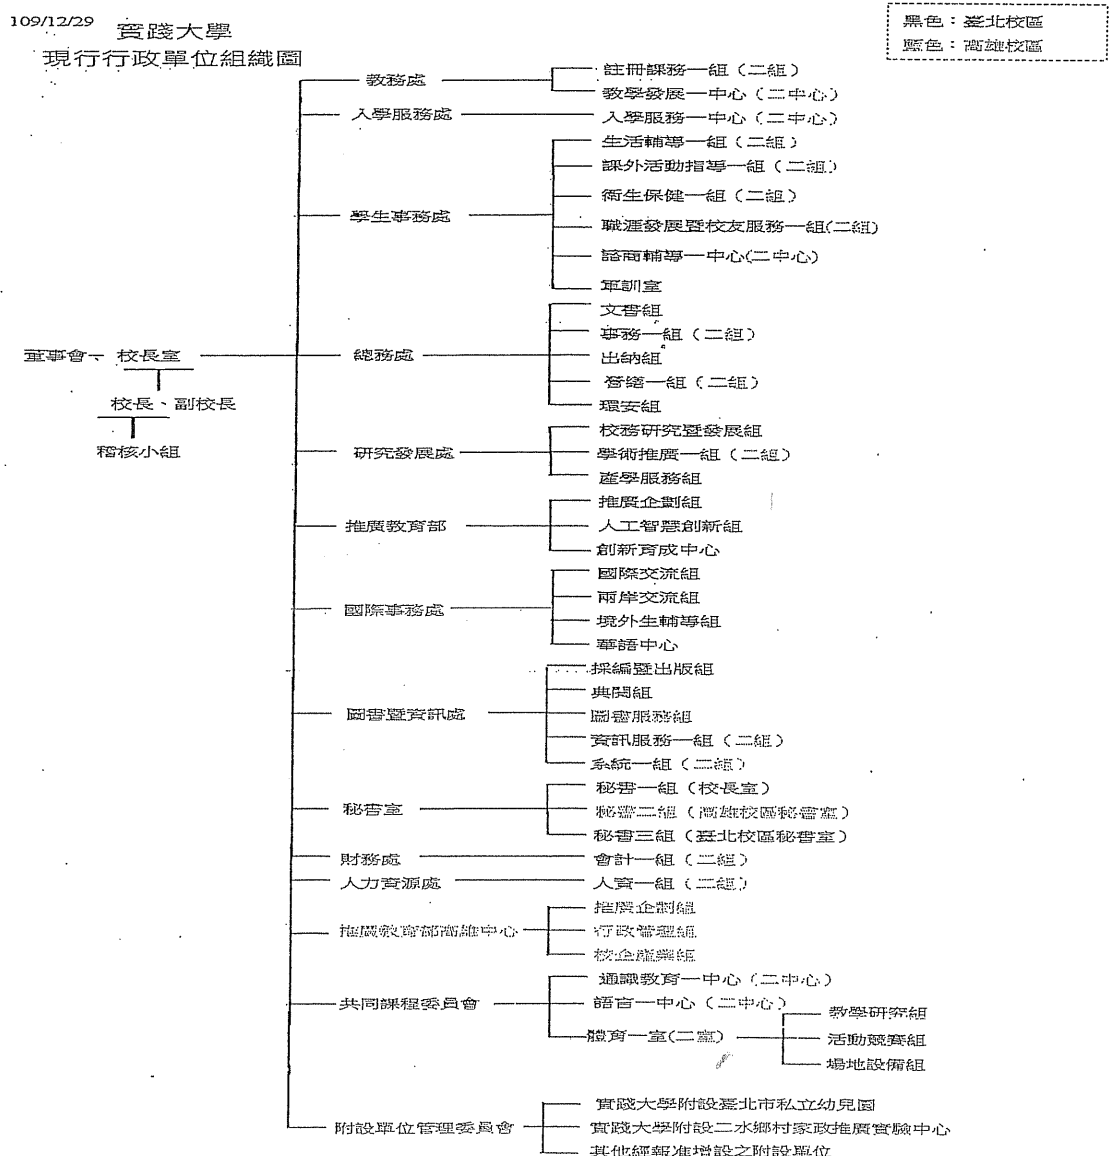 109/12/29
實踐大學
現行行政單位組織圖
黑色：臺北校區
藍色：高雄校區
董事會、校長室
校長、副校長
稽核小組
教務處
註冊課務一組（二組）
教學發展一中心（二中心）
入學服務處
入學服務一中心（二中心）
學生事務處
生活輔導一組（二組）
課外活動指導一組（二組）
衛生保健一組（二組）
職涯發展暨校友服務一組(二組)
諮商輔導一中心(二中心)
軍訓室
總務處
文書組
事務一組（二組）
出納組
營繕一組（二組）
環安組
研究發展處
校務研究暨發展組
學術推廣一組（二組）
產學服務組
推廣教育部
推廣企劃組
人工智慧創新組
創新育成中心
國際事務處
國際交流組
兩岸交流組
境外生輔導組
華語中心
圖書暨資訊處
採編暨出版組
典閱組
圖書服務組
資訊服務一組（二組）
系統一組（二組）
秘書室
秘書一組（校長室）
秘書二組（高雄校區秘書室）
秘書三組（臺北校區秘書室）
財務處
會計一組（二組）
人力資源處
人資一組（二組）
推廣教育部高雄中心
推廣企劃組
行政管理組
校企產業組
共同課程委員會
通識教育一中心（二中心）
語言一中心（二中心）
體育一室(二室)
教學研究組
活動競賽組
場地設備組
附設單位管理委員會
實踐大學附設臺北市私立幼兒園
實踐大學附設二水鄉村家政推廣實驗中心
其他經報准增設之附設單位